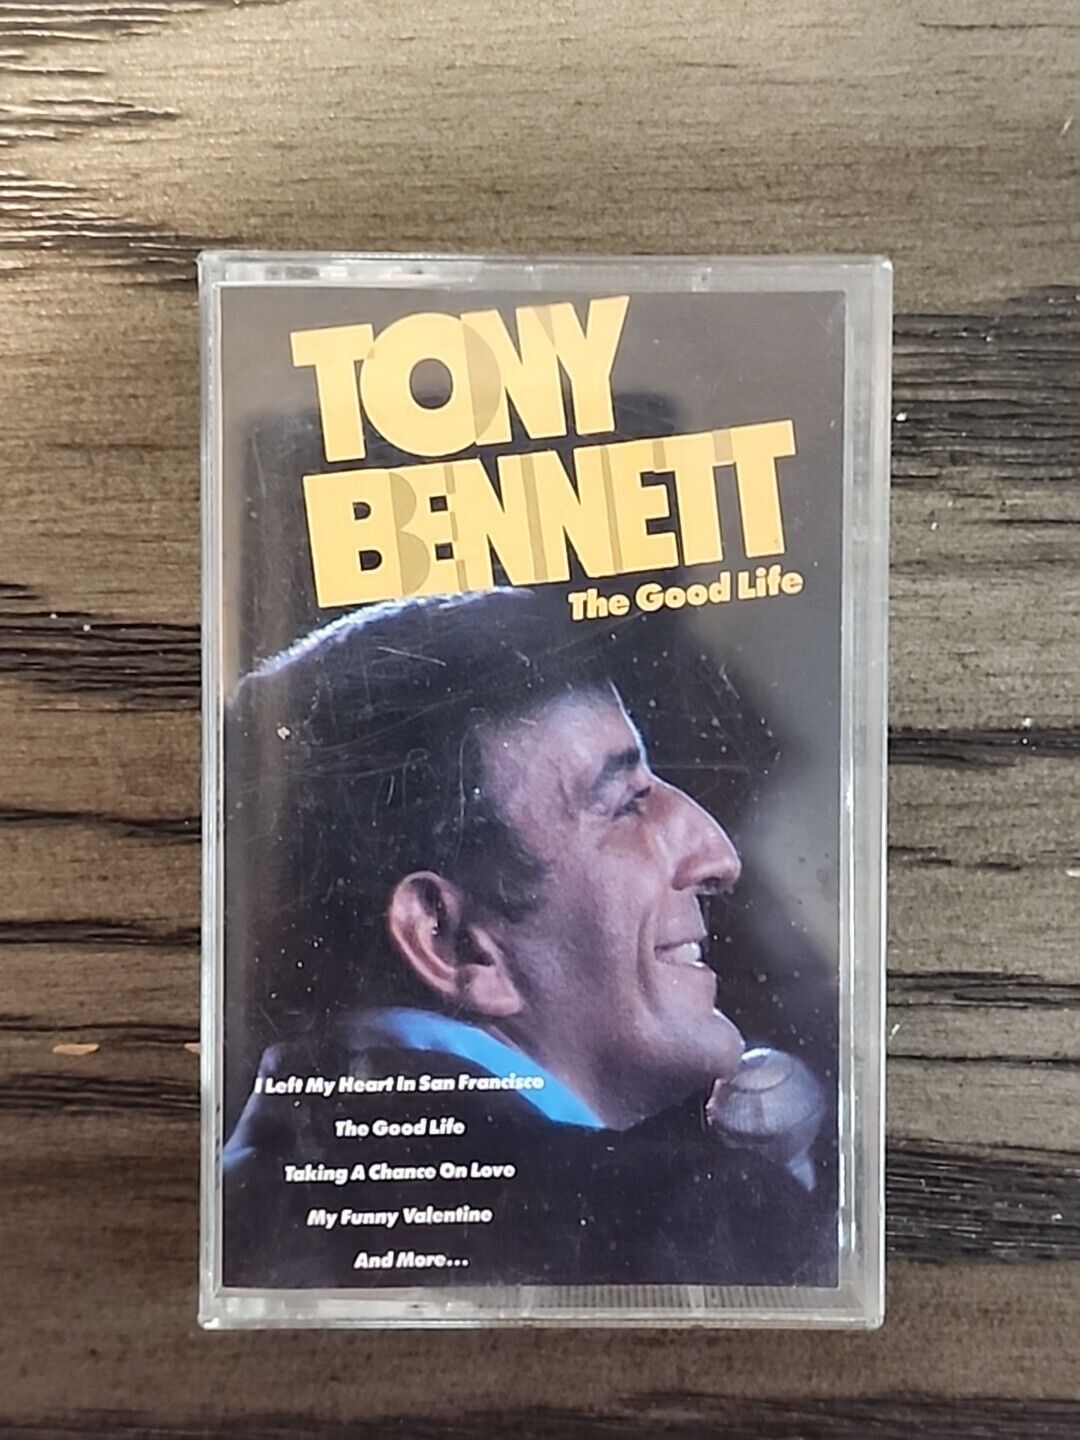 TONY
BENNETT
The Good Life
I Left My Heart In San Francisco
The Good Life
Taking A Chance On Love
My Funny Valentine
And More...